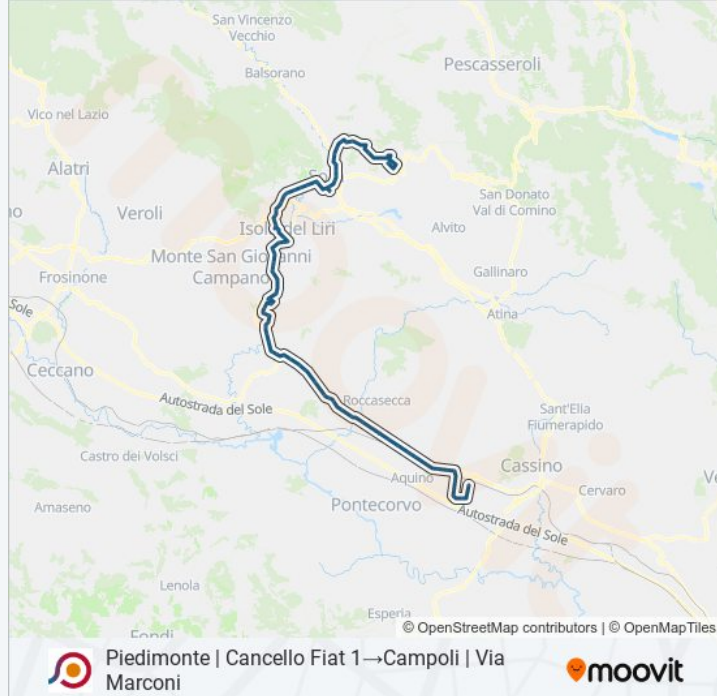 San Vincenzo
Vecchio
Pescasseroli
Balsorano
Vico nel Lazio
Alatri
San Donato
Val di Comino
Veroli
Alvito
Isola del Liri
Monte San Giovanni
Campano
Gallinaro
Frosinone
Atina
Sole
Ceccano
Autostrada del Sole
Roccasecca
Sant'Elia
Fiumerapido
Castro dei Volsci
Cassino
Aquino
Cervaro
Pontecorvo
Amaseno
Autostrada del Sole
Lenola
Esperia
Fondi
© OpenStreetMap contributors | © OpenMapTiles
Piedimonte | Cancello Fiat 1→Campoli | Via
Marconi
moovit